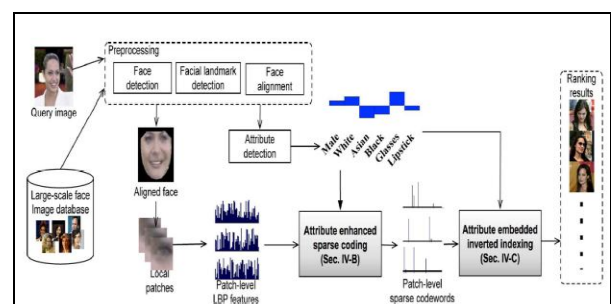 Preprocessing
Face
detection
Facial landmark
detection
Face
alignment
Query image
Ranking
results
Attribute
detection
Male
White
Asian
Black
Glasses
Lipstick
Aligned face
Large-scale face
Image database
Local
patches
Patch-level
LBP features
Attribute enhanced
sparse coding
(Sec. IV-B)
Patch-level
sparse codewords
Attribute embedded
inverted indexing
(Sec. IV-C)